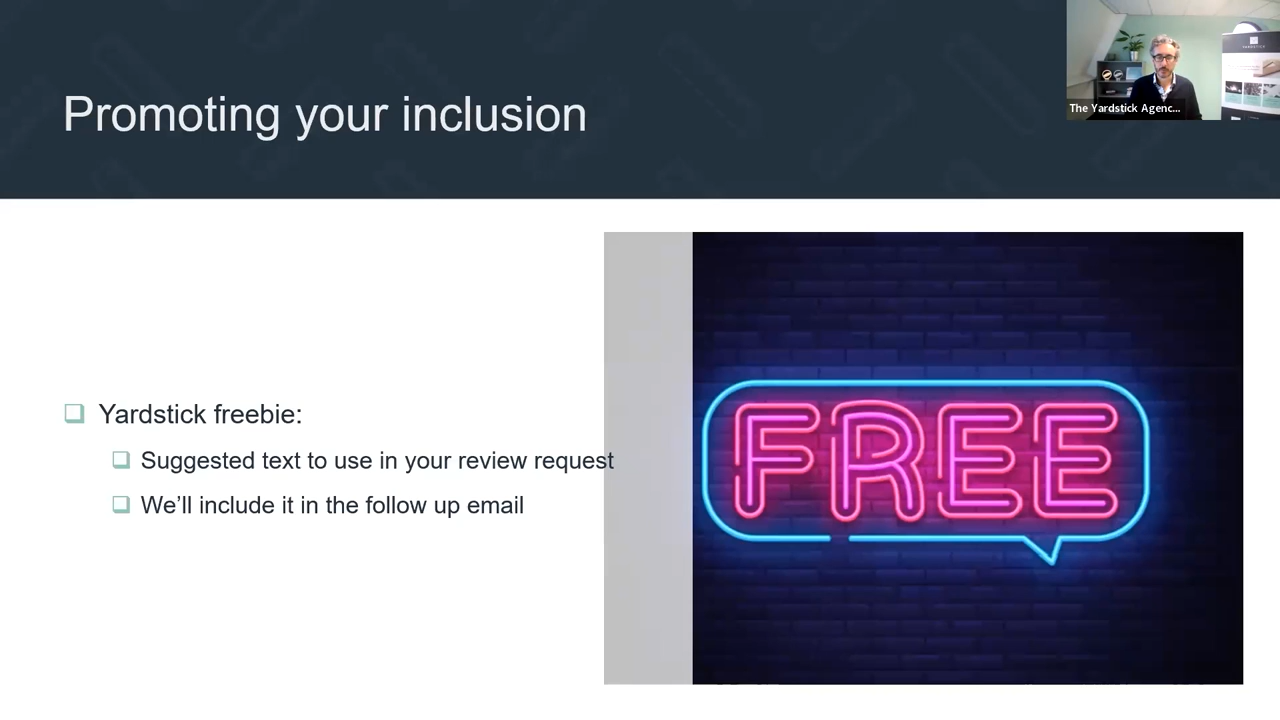 Promoting your inclusion
The Yardstick Agenc...
Yardstick freebie:
Suggested text to use in your review request
We’ll include it in the follow up email
FREE